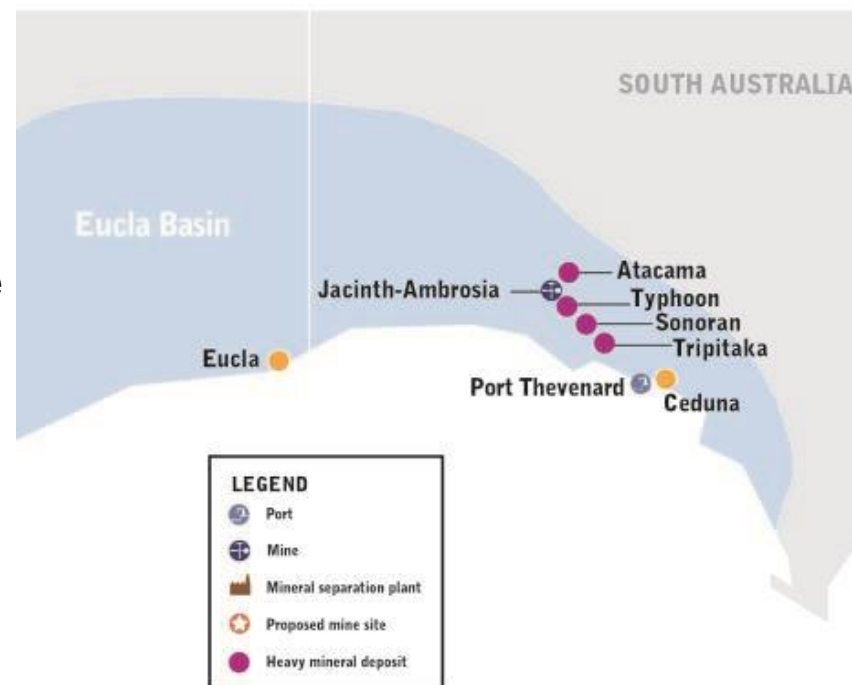 SOUTH AUSTRALIA
Eucla Basin
Atacama
Jacinth-Ambrosia
Typhoon
Sonoran
Tripitaka
Eucla
Port Thevenard
Ceduna
LEGEND
Port
Mine
Mineral separation plant
Proposed mine site
Heavy mineral deposit